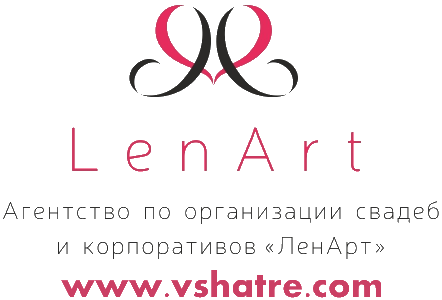 LenArt
Агентство по организации свадеб
и корпоративов «ЛенАрт»
www.vshatre.com